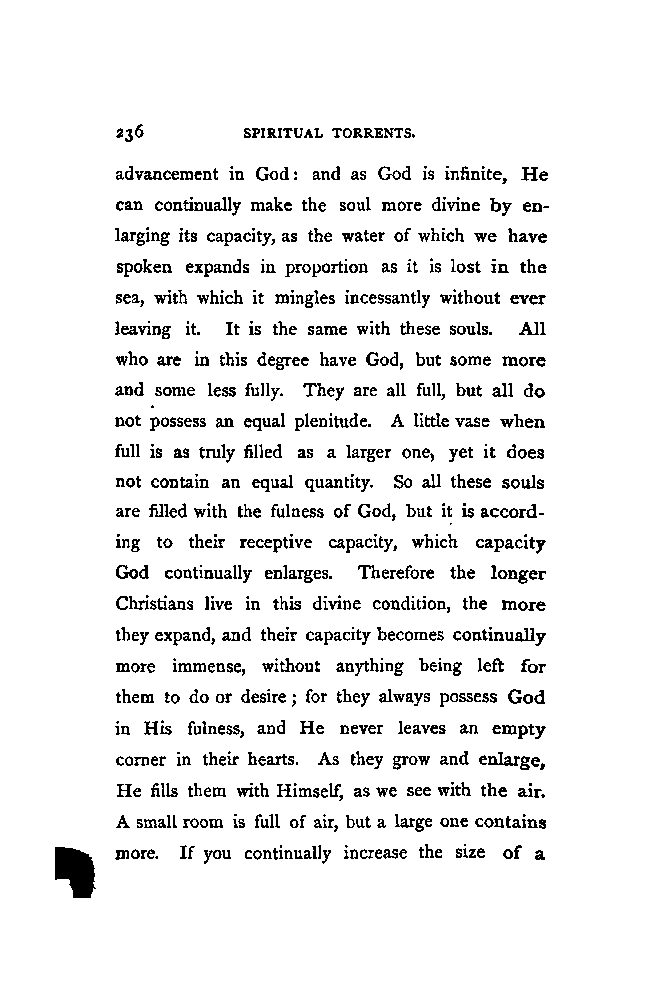 236 SPIRITUAL TORRENTS.
advancement in God: and as God is infinite, He
can continually make the soul more divine by en-
larging its capacity, as the water of which we have
spoken expands in proportion as it is lost in the
sea, with which it mingles incessantly without ever
leaving it. It is the same with these souls. All
who are in this degree have God, but some more
and some less fully. They are all full, but all do
not possess an equal plenitude. A little vase when
full is as truly filled as a larger one, yet it does
not contain an equal quantity. So all these souls
are filled with the fulness of God, but it is accord-
ing to their receptive capacity, which capacity
God continually enlarges. Therefore the longer
Christians live in this divine condition, the more
they expand, and their capacity becomes continually
more immense, without anything being left for
them to do or desire; for they always possess God
in His fulness, and He never leaves an empty
corner in their hearts. As they grow and enlarge,
He fills them with Himself, as we see with the air.
A small room is full of air, but a large one contains
more. If you continually increase the size of a